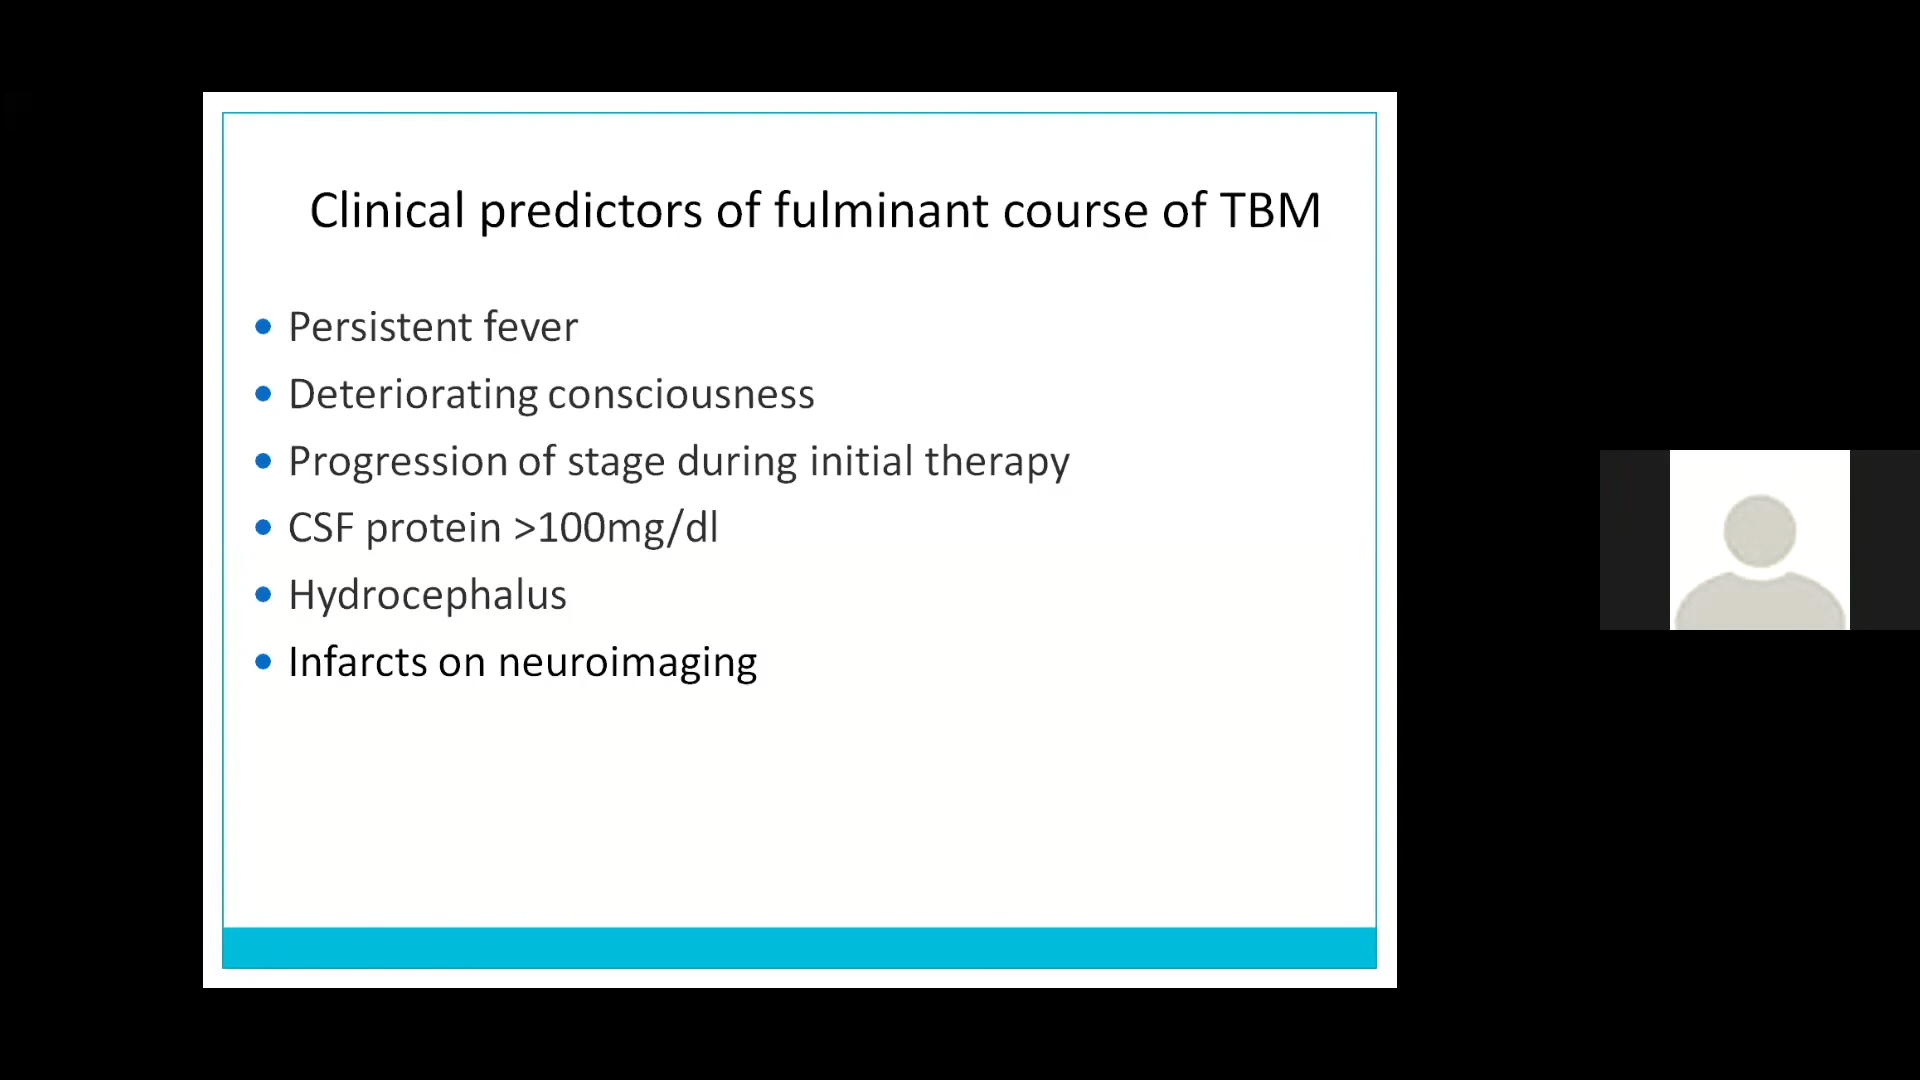 Clinical predictors of fulminant course of TBM
• Persistent fever
• Deteriorating consciousness
• Progression of stage during initial therapy
• CSF protein >100mg/dl
• Hydrocephalus
• Infarcts on neuroimaging